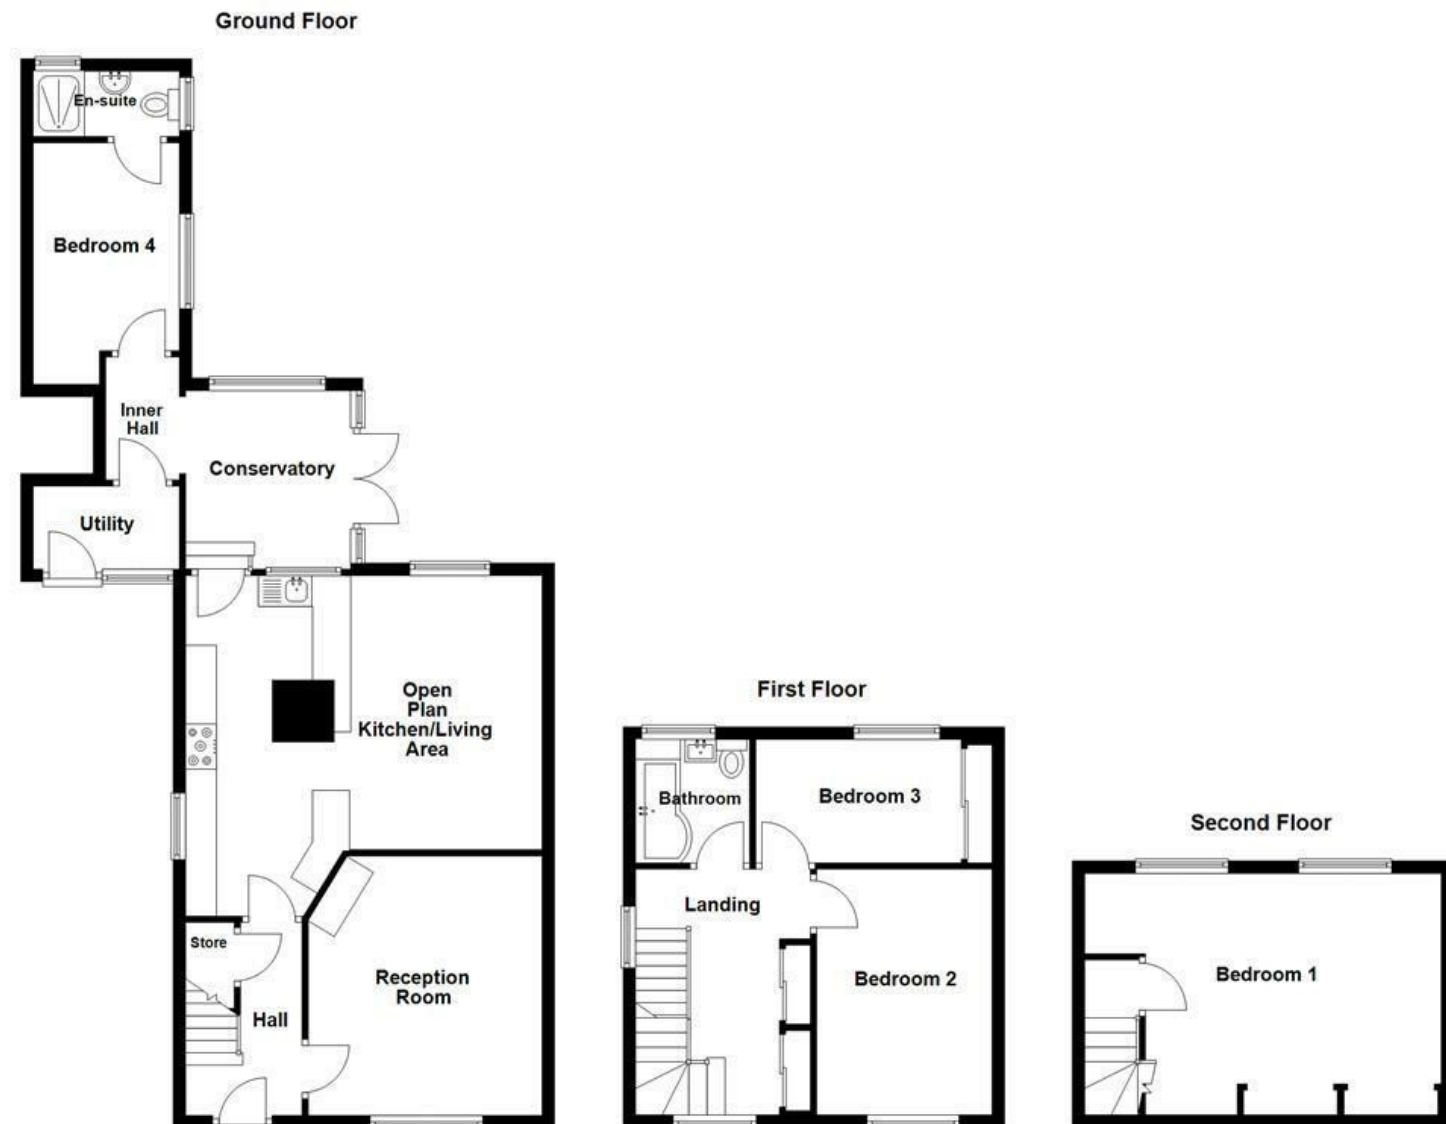 Ground Floor
En-suite
Bedroom 4
Inner
Hall
Conservatory
Utility
Open
Plan
Kitchen/Living
Area
Store
Reception
Room
Hall
First Floor
Bathroom
Bedroom 3
Landing
Bedroom 2
Second Floor
Bedroom 1